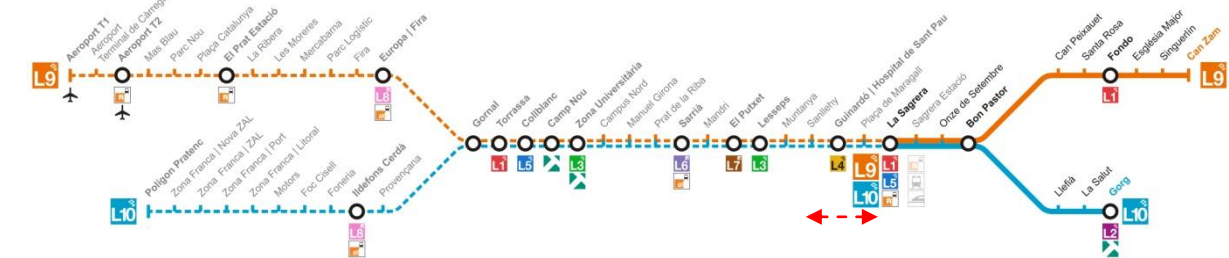 L9
Aeroport T1
Aeroport
Terminal de Càrrega
Aeroport T2
Mas Blau
Parc Nou
Plaça Catalunya
El Prat Estació
La Ribera
Les Moreres
Mercabarna
Parc Logístic
Fira
Europa | Fira
L8
L10
Polígon Pratenc
Zona Franca | Nova ZAL
Zona Franca | ZAL
Zona Franca | Port
Zona Franca | Litoral
Motors
Foc Cisell
Foneria
Ildefons Cerdà
L8
Provençana
Gornal
Torrassa
L1
Collblanc
L5
Camp Nou
Zona Universitària
L3
Campus Nord
Manuel Girona
Prat de la Riba
Sarrià
L6
Mandri
El Putxet
L7
Lesseps
L3
Muntanya
Sanllehy
Guinardó | Hospital de Sant Pau
L4
Plaça de Maragall
L9
L10
La Sagrera
L1
L5
Sagrera Estació
Onze de Setembre
Bon Pastor
Can Peixauet
Santa Rosa
Fondo
L1
Església Major
Singuerlín
Can Zam
L9
Llefià
La Salut
Gorg
L10
L2